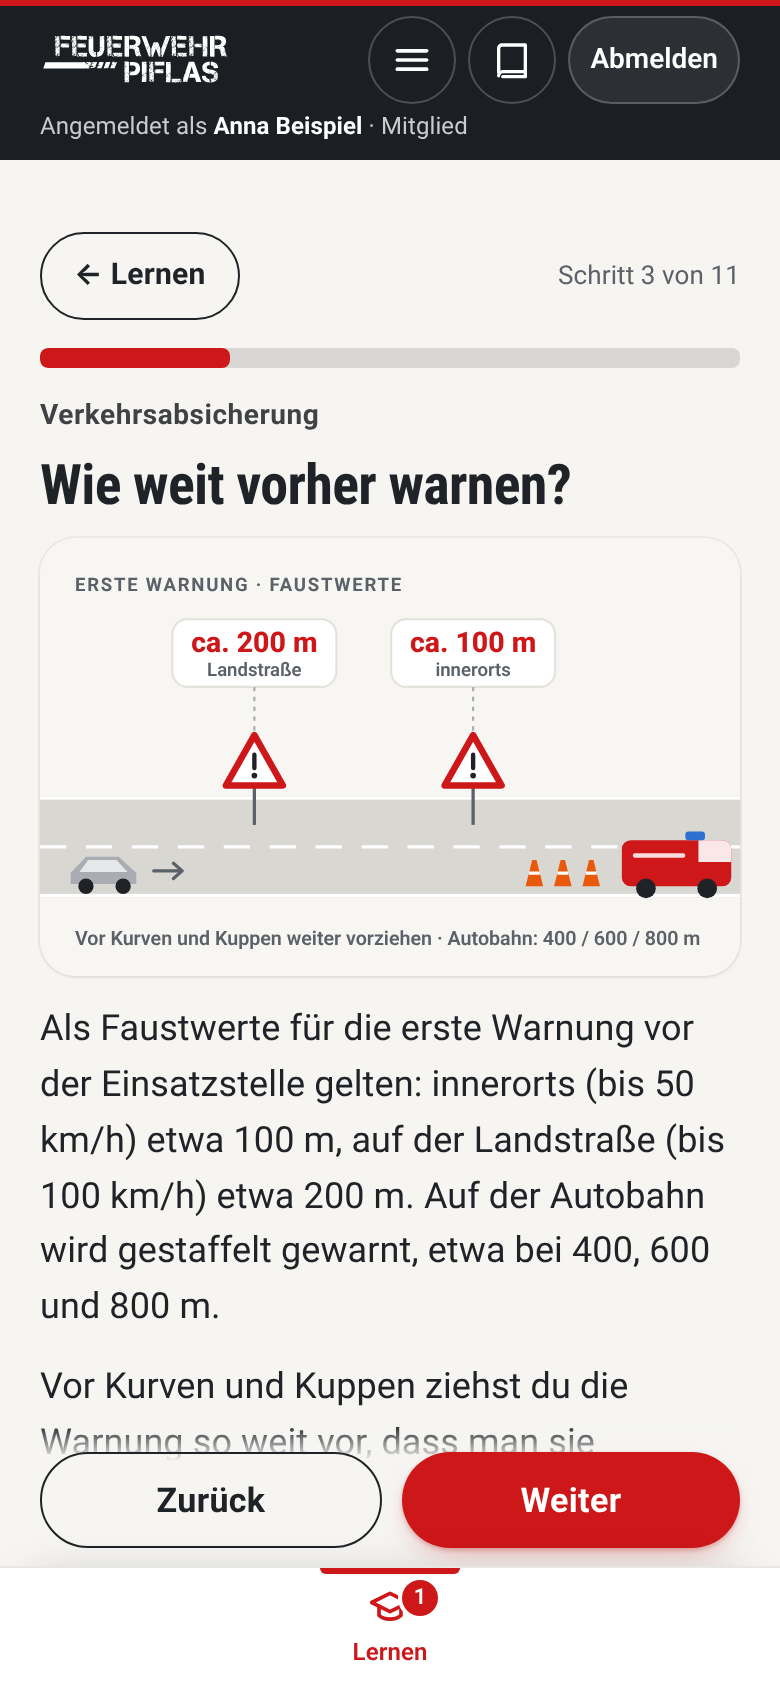 FEUERWEHR
PIFLAS
Abmelden
Angemeldet als Anna Beispiel · Mitglied
← Lernen
Schritt 3 von 11
Verkehrsabsicherung
Wie weit vorher warnen?
ERSTE WARNUNG · FAUSTWERTE
ca. 200 m
Landstraße
ca. 100 m
innerorts
Vor Kurven und Kuppen weiter vorziehen · Autobahn: 400 / 600 / 800 m
Als Faustwerte für die erste Warnung vor
der Einsatzstelle gelten: innerorts (bis 50
km/h) etwa 100 m, auf der Landstraße (bis
100 km/h) etwa 200 m. Auf der Autobahn
wird gestaffelt gewarnt, etwa bei 400, 600
und 800 m.
Vor Kurven und Kuppen ziehst du die
Warnung so weit vor, dass man sie
Zurück
Weiter
1
Lernen